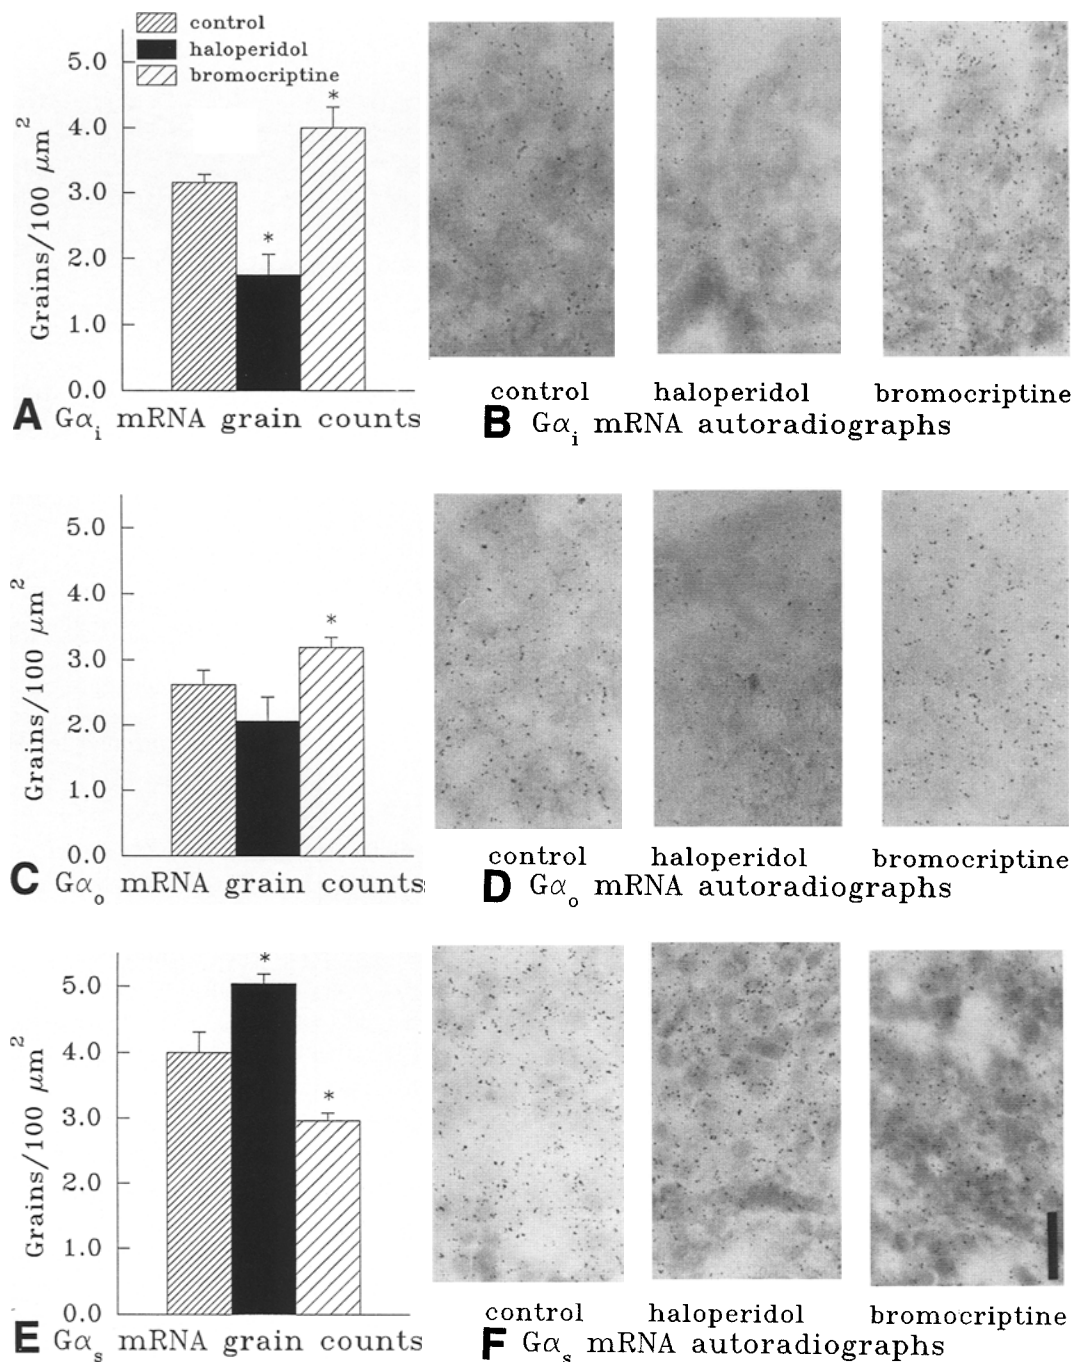 control
haloperidol
bromocriptine
5.0
4.0
3.0
2.0
1.0
0.0
Grains/100 μm²
*
*
A Gαᵢ mRNA grain counts
control haloperidol bromocriptine
B Gαᵢ mRNA autoradiographs
5.0
4.0
3.0
2.0
1.0
0.0
Grains/100 μm²
*
C Gαₒ mRNA grain counts
control haloperidol bromocriptine
D Gαₒ mRNA autoradiographs
5.0
4.0
3.0
2.0
1.0
0.0
Grains/100 μm²
*
*
E Gαₛ mRNA grain counts
control haloperidol bromocriptine
F Gαₛ mRNA autoradiographs